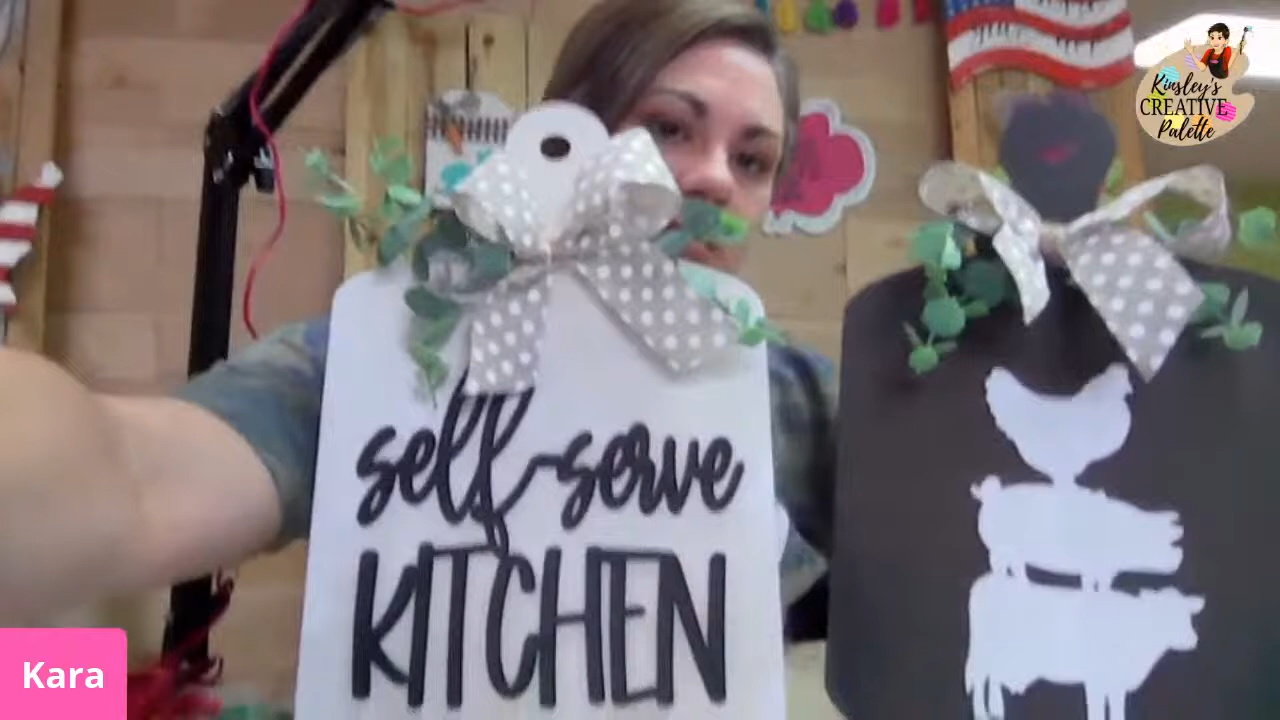 Kinsley's
CREATIVE
Palette
self-serve
KITCHEN
Kara